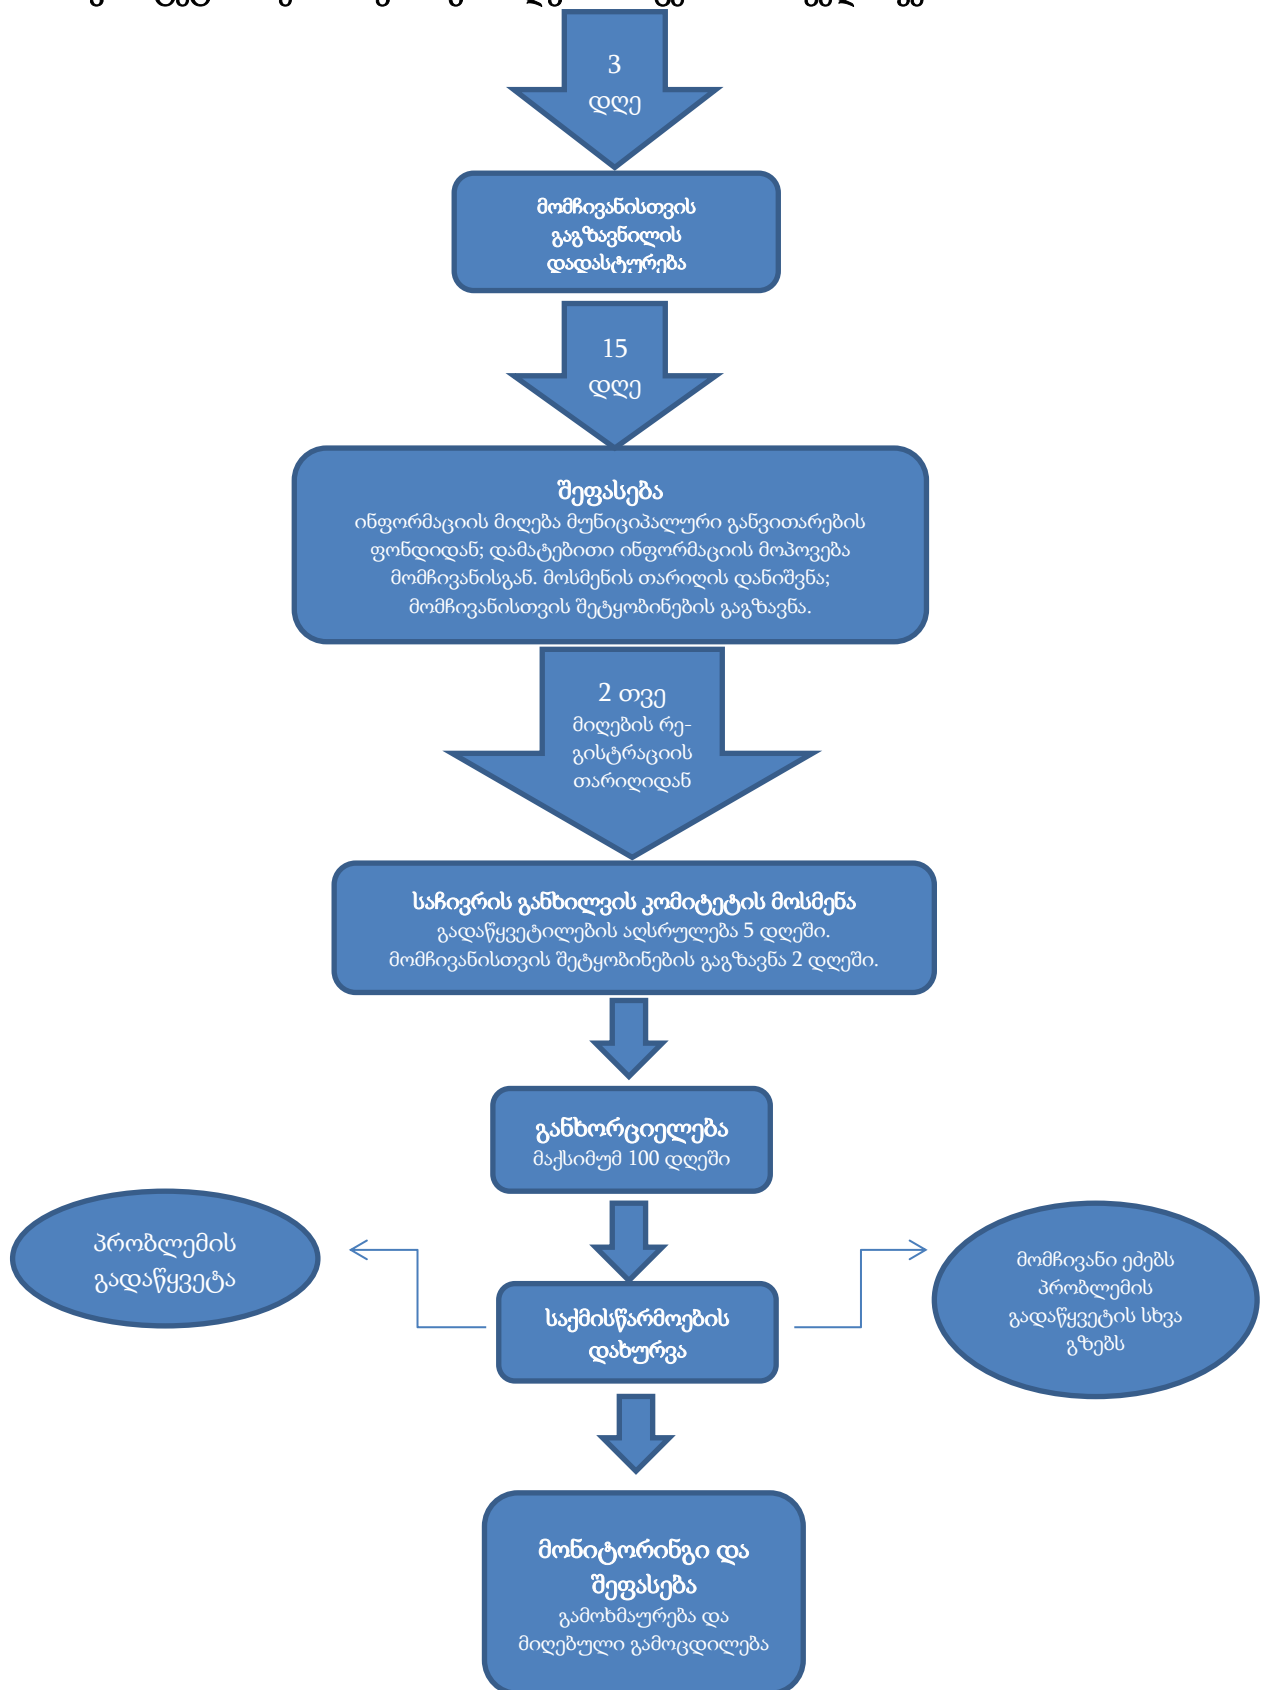 3
დღე
მომჩივანისთვის
გაგზავნილის
დადასტურება
15
დღე
შეფასება
ინფორმაციის მიღება მუნიციპალური განვითარების
ფონდიდან; დამატებითი ინფორმაციის მოპოვება
მომჩივანისგან. მოსმენის თარიღის დანიშვნა;
მომჩივანისთვის შეტყობინების გაგზავნა.
2 თვე
მიღების რე-
გისტრაციის
თარიღიდან
საჩივრის განხილვის კომიტეტის მოსმენა
გადაწყვეტილების აღსრულება 5 დღეში.
მომჩივანისთვის შეტყობინების გაგზავნა 2 დღეში.
განხორციელება
მაქსიმუმ 100 დღეში
პრობლემის
გადაწყვეტა
მომჩივანი ეძებს
პრობლემის
გადაწყვეტის სხვა
გზებს
საქმისწარმოების
დახურვა
მონიტორინგი და
შეფასება
გამოხმაურება და
მიღებული გამოცდილება